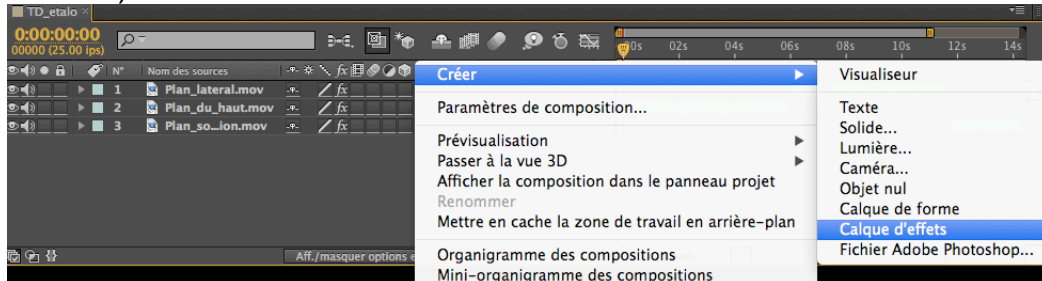 TD_etalo
0:00:00:00
00000 (25.00 ips)
00s 02s 04s 06s 08s 10s 12s 14s
N° Nom des sources
1 Plan_lateral.mov
2 Plan_du_haut.mov
3 Plan_so...ion.mov
Aff./masquer options
Créer
Paramètres de composition...
Prévisualisation
Passer à la vue 3D
Afficher la composition dans le panneau projet
Renommer
Mettre en cache la zone de travail en arrière-plan
Organigramme des compositions
Mini-organigramme des compositions
Visualiseur
Texte
Solide...
Lumière...
Caméra...
Objet nul
Calque de forme
Calque d'effets
Fichier Adobe Photoshop...